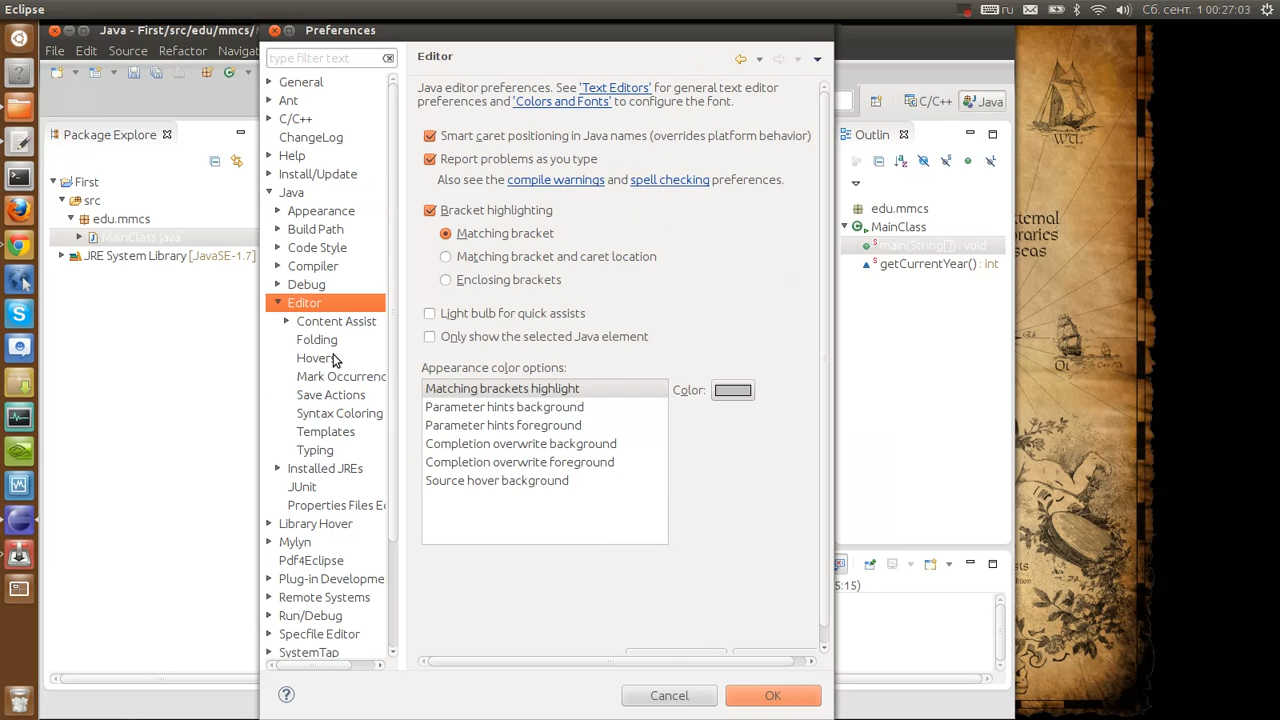 Eclipse
ru
Сб. сент. 1 00:27:03
Java - First/src/edu/mmcs/
File Edit Source Refactor Navigat
Package Explore
First
src
edu.mmcs
MainClass.java
JRE System Library [JavaSE-1.7]
Preferences
type filter text
General
Ant
C/C++
ChangeLog
Help
Install/Update
Java
Appearance
Build Path
Code Style
Compiler
Debug
Editor
Content Assist
Folding
Hovers
Mark Occurrenc
Save Actions
Syntax Coloring
Templates
Typing
Installed JREs
JUnit
Properties Files Ec
Library Hover
Mylyn
Pdf4Eclipse
Plug-in Developme
Remote Systems
Run/Debug
Specfile Editor
SystemTap
Editor
Java editor preferences. See 'Text Editors' for general text editor
preferences and 'Colors and Fonts' to configure the font.
Smart caret positioning in Java names (overrides platform behavior)
Report problems as you type
Also see the compile warnings and spell checking preferences.
Bracket highlighting
Matching bracket
Matching bracket and caret location
Enclosing brackets
Light bulb for quick assists
Only show the selected Java element
Appearance color options:
Matching brackets highlight
Color:
Parameter hints background
Parameter hints foreground
Completion overwrite background
Completion overwrite foreground
Source hover background
Cancel
OK
C/C++
Java
Outlin
edu.mmcs
MainClass
main(String[]) : void
getCurrentYear() : int
5:15)
WTL